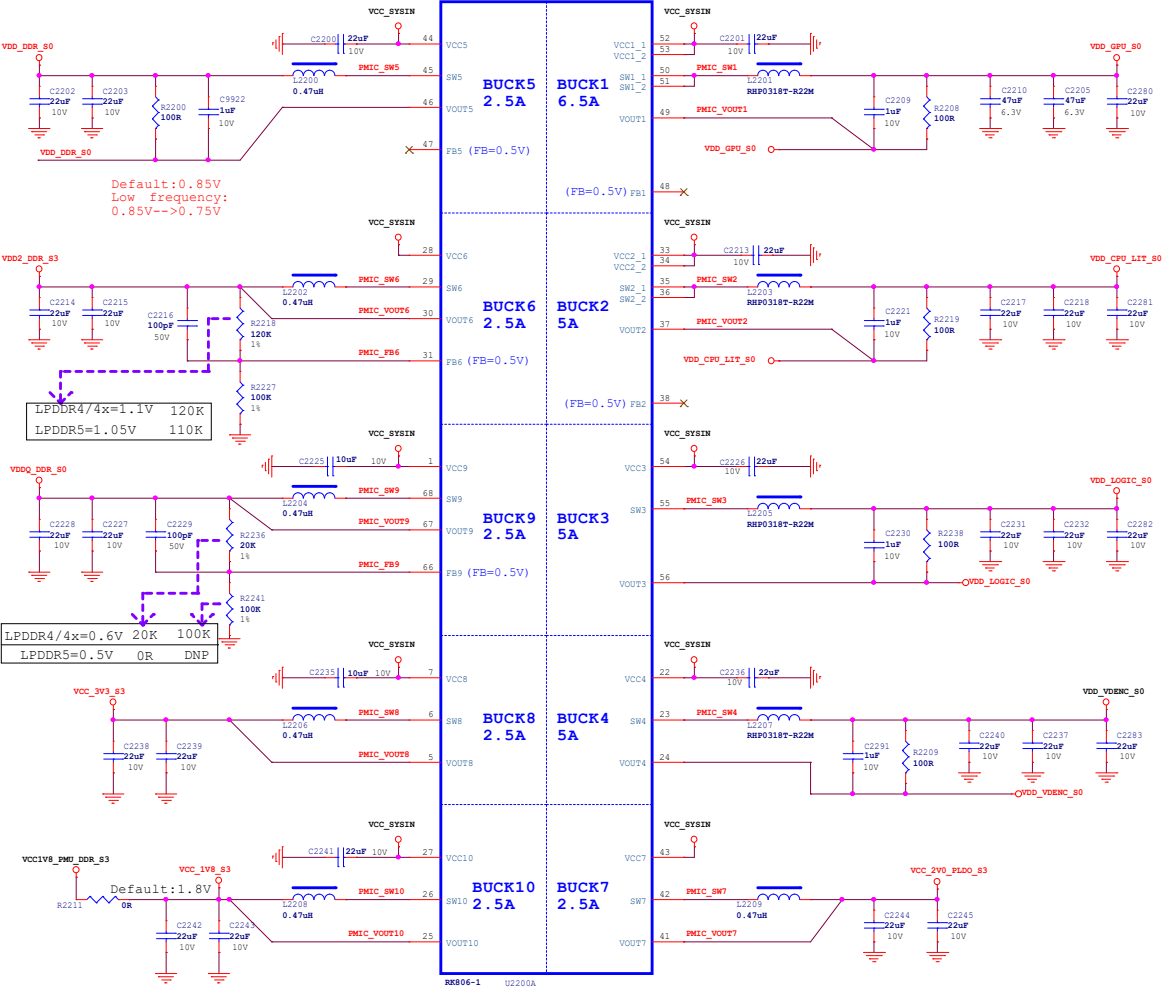 VCC_SYSIN
VDD_DDR_S0
C2200 22uF
10V
44 VCC5
PMIC_SW5 45 SW5
L2200
0.47uH
C2202
22uF
10V
C2203
22uF
10V
R2200
100R
C9922
1uF
10V
46 VOUT5
VDD_DDR_S0
47 FB5 (FB=0.5V)
BUCK5
2.5A
Default:0.85V
Low frequency:
0.85V-->0.75V
VCC_SYSIN
52 VCC1_1
53 VCC1_2
C2201 22uF
10V
50 SW1_1
51 SW1_2
PMIC_SW1
L2201
RHP0318T-R22M
VDD_GPU_S0
C2209
1uF
10V
R2208
100R
C2210
47uF
6.3V
C2205
47uF
6.3V
C2280
22uF
10V
VOUT1 49 PMIC_VOUT1
VDD_GPU_S0
(FB=0.5V) FB1 48
BUCK1
6.5A
VCC_SYSIN
28 VCC6
VDD2_DDR_S3
PMIC_SW6 29 SW6
L2202
0.47uH
C2214
22uF
10V
C2215
22uF
10V
C2216
100pF
50V
R2218
120K
1%
PMIC_VOUT6 30 VOUT6
PMIC_FB6 31 FB6 (FB=0.5V)
R2227
100K
1%
BUCK6
2.5A
LPDDR4/4x=1.1V 120K
LPDDR5=1.05V 110K
VCC_SYSIN
33 VCC2_1
34 VCC2_2
C2213 22uF
10V
35 SW2_1
36 SW2_2
PMIC_SW2
L2203
RHP0318T-R22M
VDD_CPU_LIT_S0
C2221
1uF
10V
R2219
100R
C2217
22uF
10V
C2218
22uF
10V
C2281
22uF
10V
VOUT2 37 PMIC_VOUT2
VDD_CPU_LIT_S0
(FB=0.5V) FB2 38
BUCK2
5A
VCC_SYSIN
C2225 10uF 10V
1 VCC9
VDDQ_DDR_S0
PMIC_SW9 68 SW9
L2204
0.47uH
C2228
22uF
10V
C2227
22uF
10V
C2229
100pF
50V
R2236
20K
1%
PMIC_VOUT9 67 VOUT9
PMIC_FB9 66 FB9 (FB=0.5V)
R2241
100K
1%
BUCK9
2.5A
LPDDR4/4x=0.6V 20K 100K
LPDDR5=0.5V 0R DNP
VCC_SYSIN
VCC3 54
C2226 22uF
10V
SW3 55 PMIC_SW3
L2205
RHP0318T-R22M
VDD_LOGIC_S0
C2230
1uF
10V
R2238
100R
C2231
22uF
10V
C2232
22uF
10V
C2282
22uF
10V
VOUT3 56
VDD_LOGIC_S0
BUCK3
5A
VCC_SYSIN
C2235 10uF 10V
7 VCC8
VCC_3V3_S3
PMIC_SW8 6 SW8
L2206
0.47uH
C2238
22uF
10V
C2239
22uF
10V
PMIC_VOUT8 5 VOUT8
BUCK8
2.5A
VCC_SYSIN
VCC4 22
C2236 22uF
10V
SW4 23 PMIC_SW4
L2207
RHP0318T-R22M
VDD_VDENC_S0
C2291
1uF
10V
R2209
100R
C2240
22uF
10V
C2237
22uF
10V
C2283
22uF
10V
VOUT4 24
VDD_VDENC_S0
BUCK4
5A
VCC_SYSIN
C2241 22uF 10V
27 VCC10
VCC1V8_PMU_DDR_S3
VCC_1V8_S3
Default:1.8V
R2211 0R
PMIC_SW10 26 SW10
L2208
0.47uH
C2242
22uF
10V
C2243
22uF
10V
PMIC_VOUT10 25 VOUT10
BUCK10
2.5A
VCC_SYSIN
VCC7 43
SW7 42 PMIC_SW7
L2209
0.47uH
VCC_2V0_PLDO_S3
C2244
22uF
10V
C2245
22uF
10V
VOUT7 41 PMIC_VOUT7
BUCK7
2.5A
RK806-1 U2200A